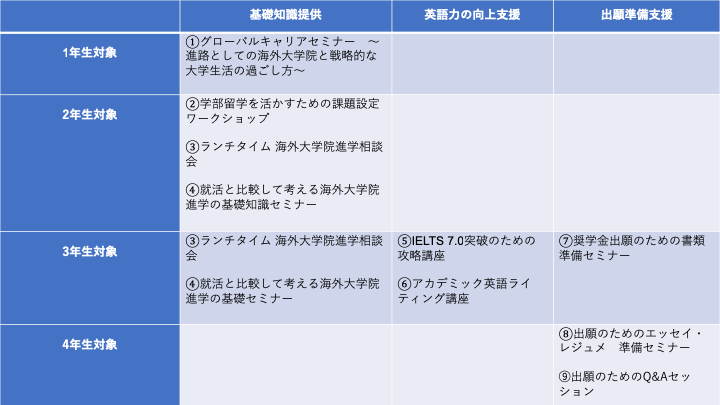 基礎知識提供
英語力の向上支援
出願準備支援
1年生対象
①グローバルキャリアセミナー　〜
進路としての海外大学院と戦略的な
大学生活の過ごし方〜
2年生対象
②学部留学を活かすための課題設定
ワークショップ
③ランチタイム 海外大学院進学相談
会
④就活と比較して考える海外大学院
進学の基礎知識セミナー
3年生対象
③ランチタイム 海外大学院進学相談
会
④就活と比較して考える海外大学院
進学の基礎セミナー
⑤IELTS 7.0突破のための
攻略講座
⑥アカデミック英語ライ
ティング講座
⑦奨学金出願のための書類
準備セミナー
4年生対象
⑧出願のためのエッセイ・
レジュメ　準備セミナー
⑨出願のためのQ&Aセッ
ション